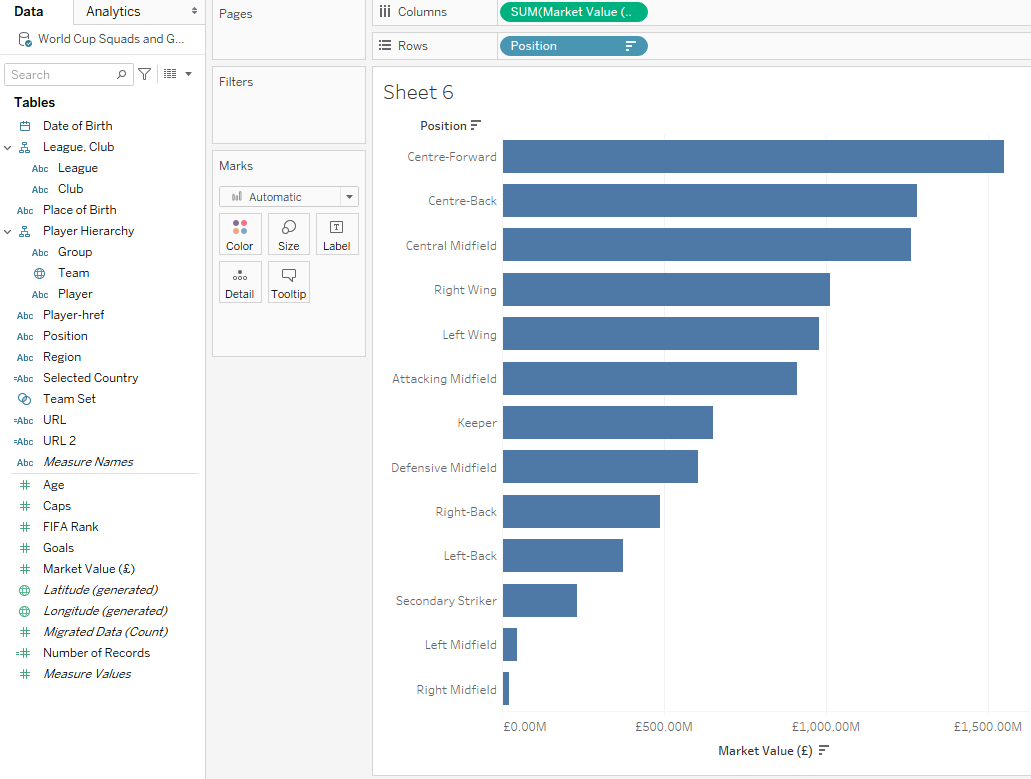 Data
Analytics
World Cup Squads and G...
Search
Tables
Date of Birth
League, Club
Abc League
Abc Club
Abc Place of Birth
Player Hierarchy
Abc Group
Team
Abc Player
Abc Player-href
Abc Position
Abc Region
=Abc Selected Country
Team Set
=Abc URL
=Abc URL 2
Abc Measure Names
# Age
# Caps
# FIFA Rank
# Goals
# Market Value (£)
Latitude (generated)
Longitude (generated)
# Migrated Data (Count)
=# Number of Records
# Measure Values
Pages
Filters
Marks
Automatic
Color Size Label
Detail Tooltip
Columns SUM(Market Value (..
Rows Position
Sheet 6
Position
Centre-Forward
Centre-Back
Central Midfield
Right Wing
Left Wing
Attacking Midfield
Keeper
Defensive Midfield
Right-Back
Left-Back
Secondary Striker
Left Midfield
Right Midfield
£0.00M £500.00M £1,000.00M £1,500.00M
Market Value (£)